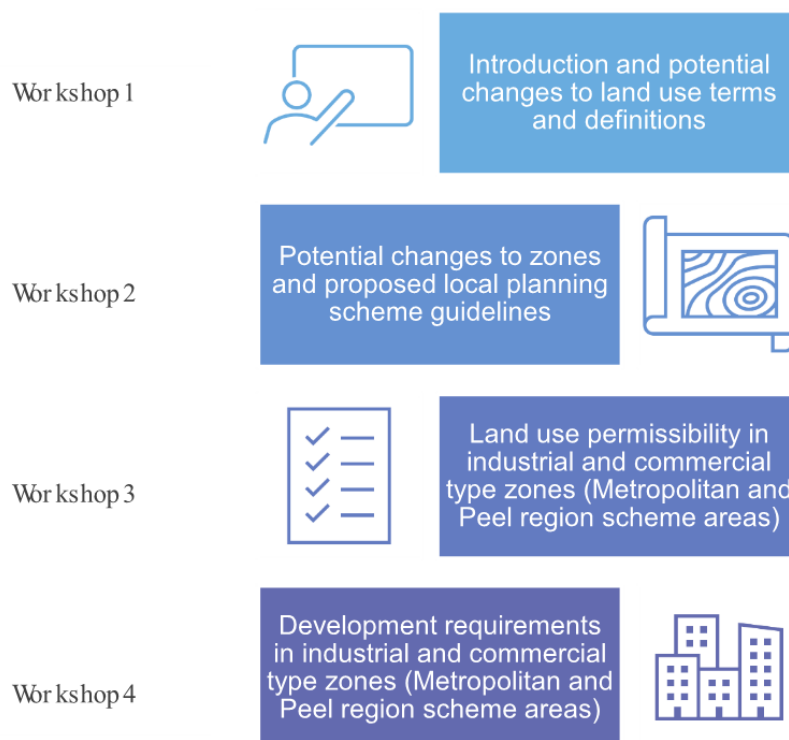 Workshop 1
Introduction and potential
changes to land use terms
and definitions
Potential changes to zones
and proposed local planning
scheme guidelines
Workshop 2
Land use permissibility in
industrial and commercial
type zones (Metropolitan and
Peel region scheme areas)
Workshop 3
Development requirements
in industrial and commercial
type zones (Metropolitan and
Peel region scheme areas)
Workshop 4